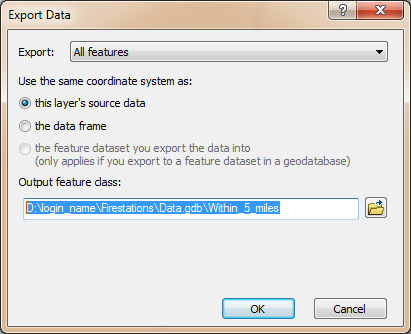 Export Data
?
Export: All features
Use the same coordinate system as:
this layer's source data
the data frame
the feature dataset you export the data into
(only applies if you export to a feature dataset in a geodatabase)
Output feature class:
D:\login_name\Firestations\Data.gdb\Within_5_miles
OK Cancel